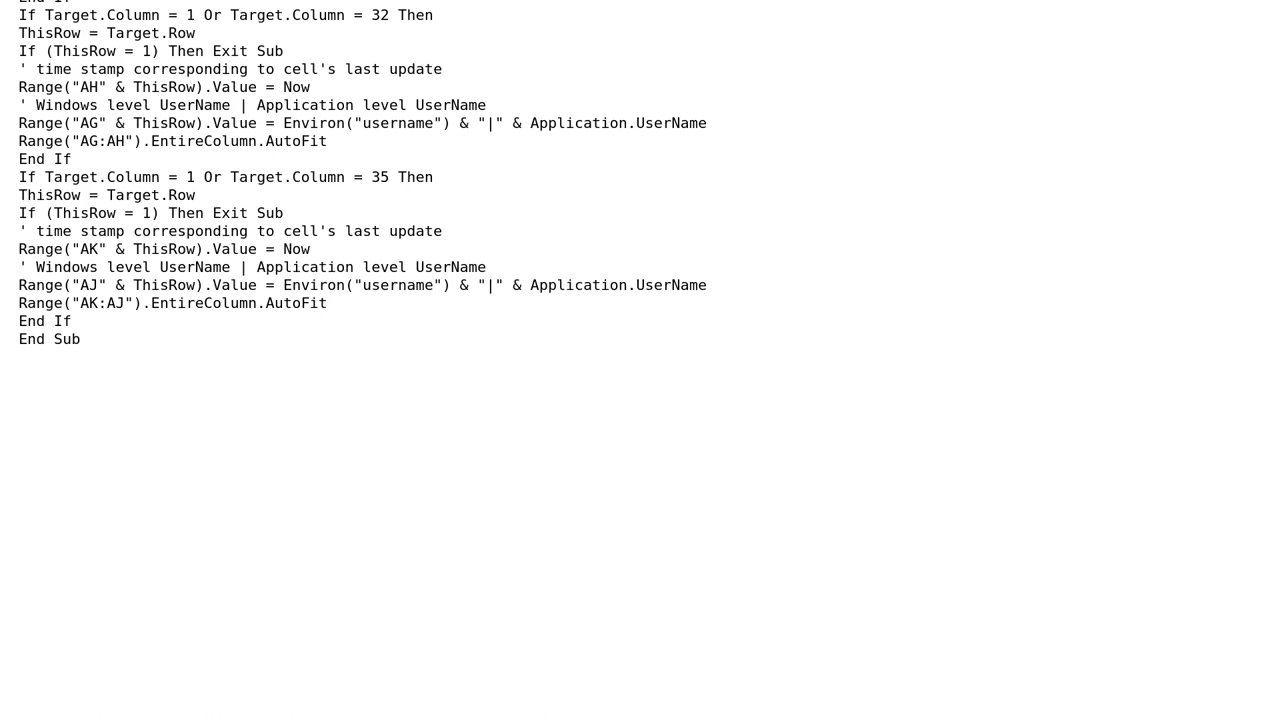 End If
If Target.Column = 1 Or Target.Column = 32 Then
ThisRow = Target.Row
If (ThisRow = 1) Then Exit Sub
' time stamp corresponding to cell's last update
Range("AH" & ThisRow).Value = Now
' Windows level UserName | Application level UserName
Range("AG" & ThisRow).Value = Environ("username") & "|" & Application.UserName
Range("AG:AH").EntireColumn.AutoFit
End If
If Target.Column = 1 Or Target.Column = 35 Then
ThisRow = Target.Row
If (ThisRow = 1) Then Exit Sub
' time stamp corresponding to cell's last update
Range("AK" & ThisRow).Value = Now
' Windows level UserName | Application level UserName
Range("AJ" & ThisRow).Value = Environ("username") & "|" & Application.UserName
Range("AK:AJ").EntireColumn.AutoFit
End If
End Sub